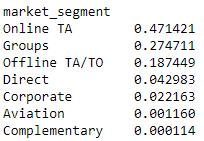 market_segment
Online TA 0.471421
Groups 0.274711
Offline TA/TO 0.187449
Direct 0.042983
Corporate 0.022163
Aviation 0.001160
Complementary 0.000114